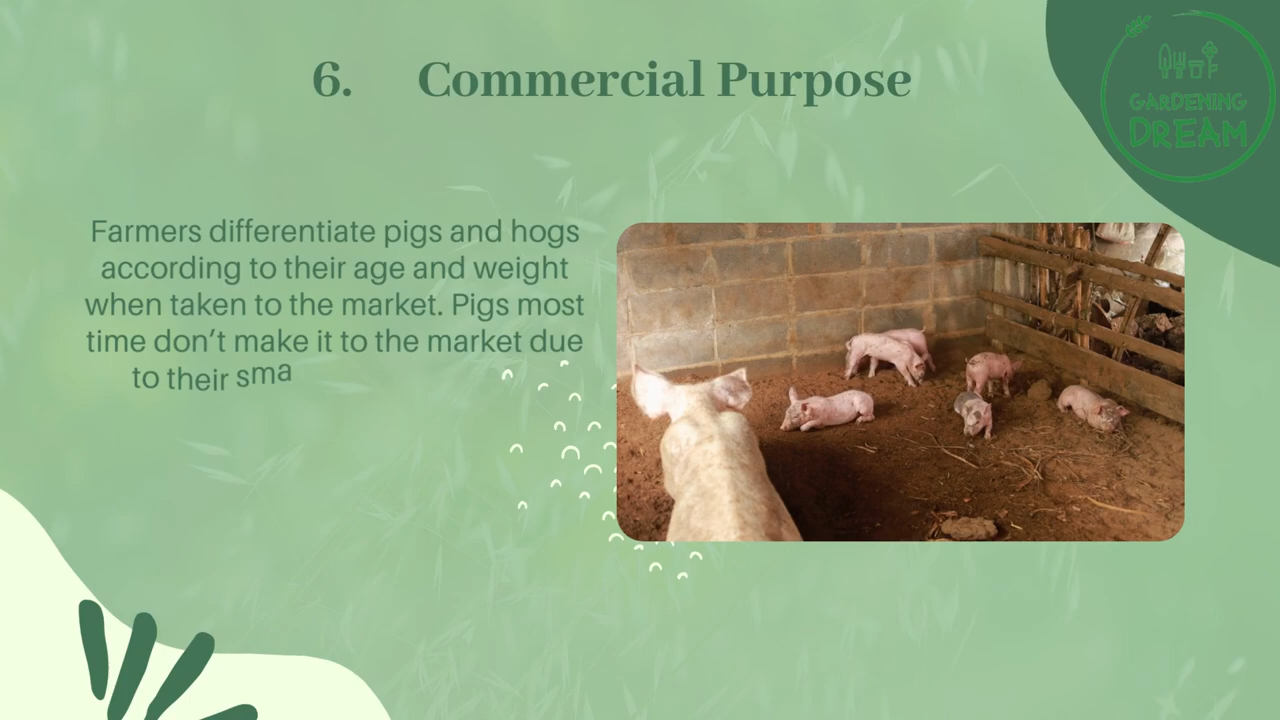 6. Commercial Purpose
GARDENING
DREAM
Farmers differentiate pigs and hogs
according to their age and weight
when taken to the market. Pigs most
time don’t make it to the market due
to their sma